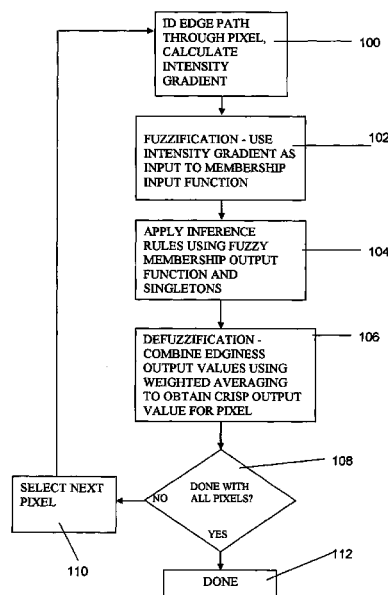 ID EDGE PATH
THROUGH PIXEL,
CALCULATE
INTENSITY
GRADIENT
100
FUZZIFICATION - USE
INTENSITY GRADIENT AS
INPUT TO MEMBERSHIP
INPUT FUNCTION
102
APPLY INFERENCE
RULES USING FUZZY
MEMBERSHIP OUTPUT
FUNCTION AND
SINGLETONS
104
DEFUZZIFICATION -
COMBINE EDGINESS
OUTPUT VALUES USING
WEIGHTED AVERAGING
TO OBTAIN CRISP OUTPUT
VALUE FOR PIXEL
106
DONE WITH
ALL PIXELS?
108
NO
YES
SELECT NEXT
PIXEL
110
DONE
112